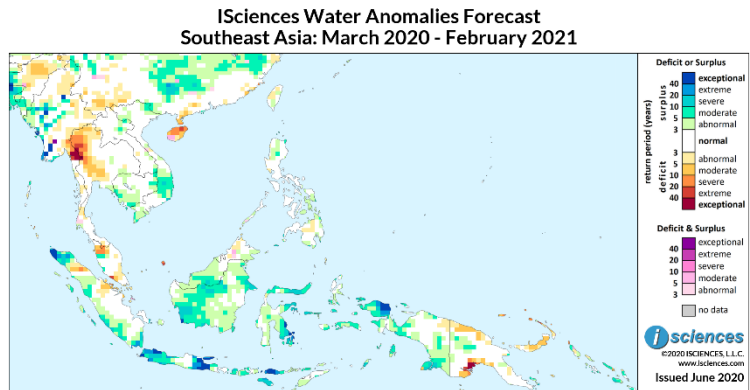 ISciences Water Anomalies Forecast
Southeast Asia: March 2020 - February 2021
Deficit or Surplus
return period (years)
surplus
40 exceptional
20 extreme
10 severe
5 moderate
3 abnormal
normal
deficit
3 abnormal
5 moderate
10 severe
20 extreme
40 exceptional
Deficit & Surplus
40 exceptional
20 extreme
10 severe
5 moderate
3 abnormal
no data
isciences
©2020 ISCIENCES, L.L.C.
www.isciences.com
Issued June 2020